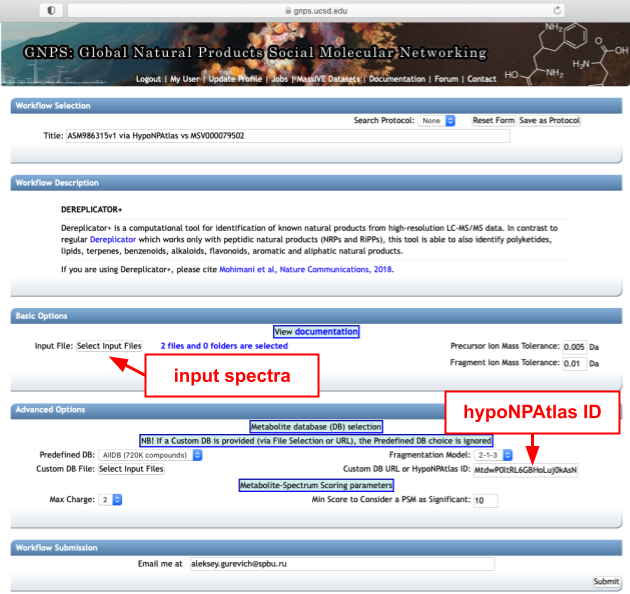 gnps.ucsd.edu
GNPS: Global Natural Products Social Molecular Networking
NH₂
O
OH
H₂N
HO
NH₂
Logout | My User | Update Profile | Jobs | MassIVE Datasets | Documentation | Forum | Contact
Workflow Selection
Search Protocol: None Reset Form Save as Protocol
Title: ASM986315v1 via HypoNPAtlas vs MSV000079502
Workflow Description
DEREPLICATOR+
Dereplicator+ is a computational tool for identification of known natural products from high-resolution LC-MS/MS data. In contrast to
regular Dereplicator which works only with peptidic natural products (NRPs and RiPPs), this tool is able to also identify polyketides,
lipids, terpenes, benzenoids, alkaloids, flavonoids, aromatic and aliphatic natural products.
If you are using Dereplicator+, please cite Mohimani et al, Nature Communications, 2018.
Basic Options
View documentation
Input File: Select Input Files 2 files and 0 folders are selected Precursor Ion Mass Tolerance: 0.005 Da
Fragment Ion Mass Tolerance: 0.01 Da
input spectra
Advanced Options
hypoNPAtlas ID
Metabolite database (DB) selection
NB! If a Custom DB is provided (via File Selection or URL), the Predefined DB choice is ignored
Predefined DB: AllDB (720K compounds) Fragmentation Model: 2-1-3
Custom DB File: Select Input Files Custom DB URL or HypoNPAtlas ID: MtdwP0ltRL6GBHoLuj0kAsN
Metabolite-Spectrum Scoring parameters
Max Charge: 2 Min Score to Consider a PSM as Significant: 10
Workflow Submission
Email me at aleksey.gurevich@spbu.ru
Submit